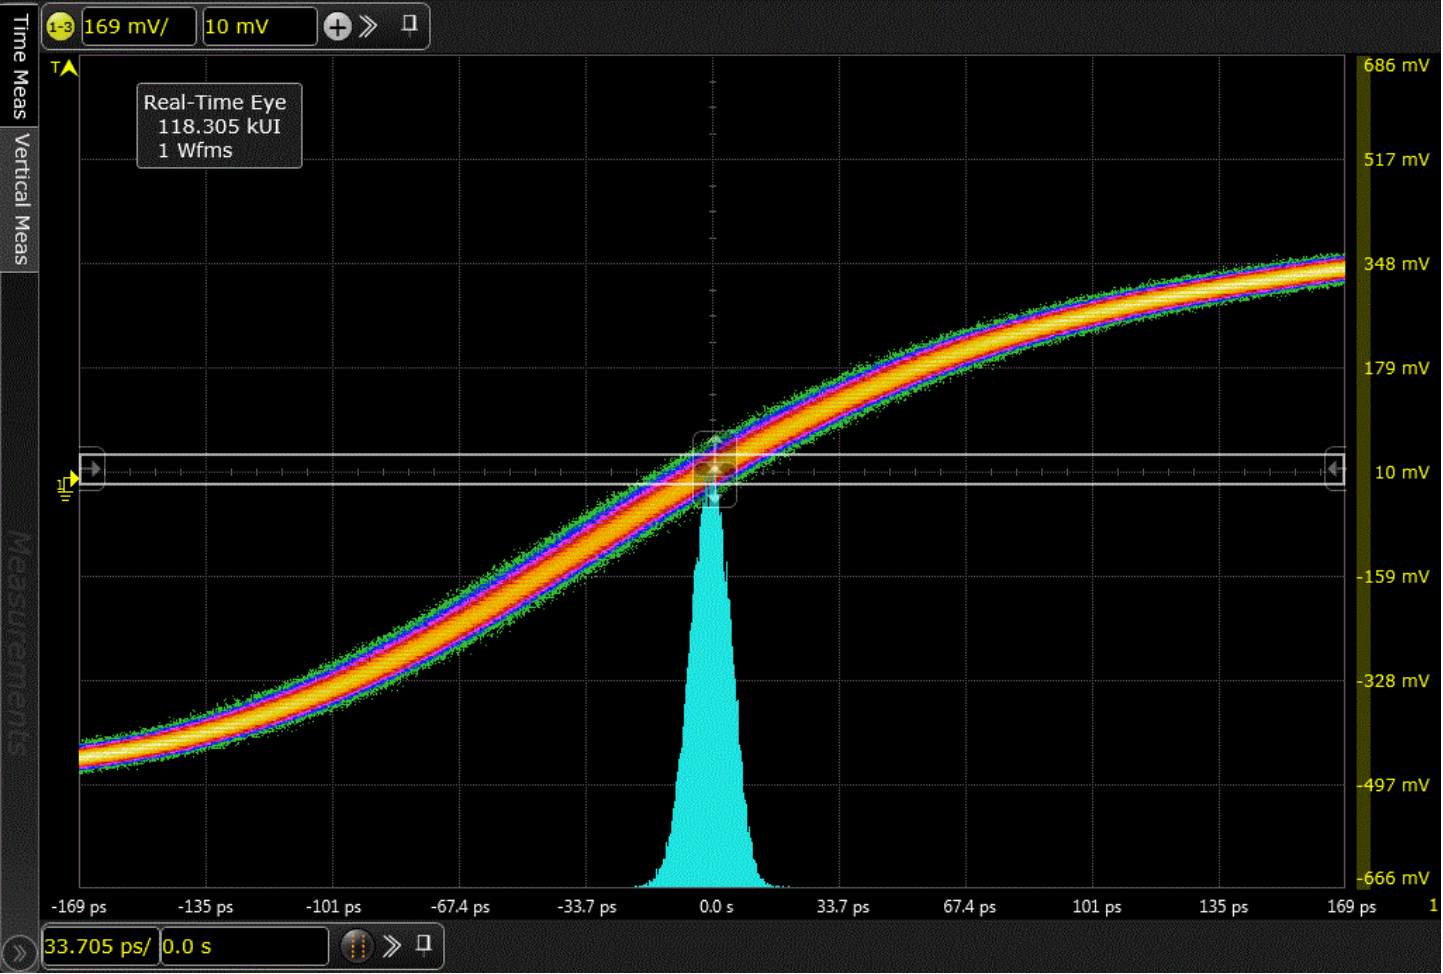 Time Meas
Vertical Meas
Measurements
1-3
169 mV/
10 mV
T
Real-Time Eye
118.305 kUI
1 Wfms
686 mV
517 mV
348 mV
179 mV
10 mV
-159 mV
-328 mV
-497 mV
-666 mV
1
-169 ps
-135 ps
-101 ps
-67.4 ps
-33.7 ps
0.0 s
33.7 ps
67.4 ps
101 ps
135 ps
169 ps
1
33.705 ps/
0.0 s